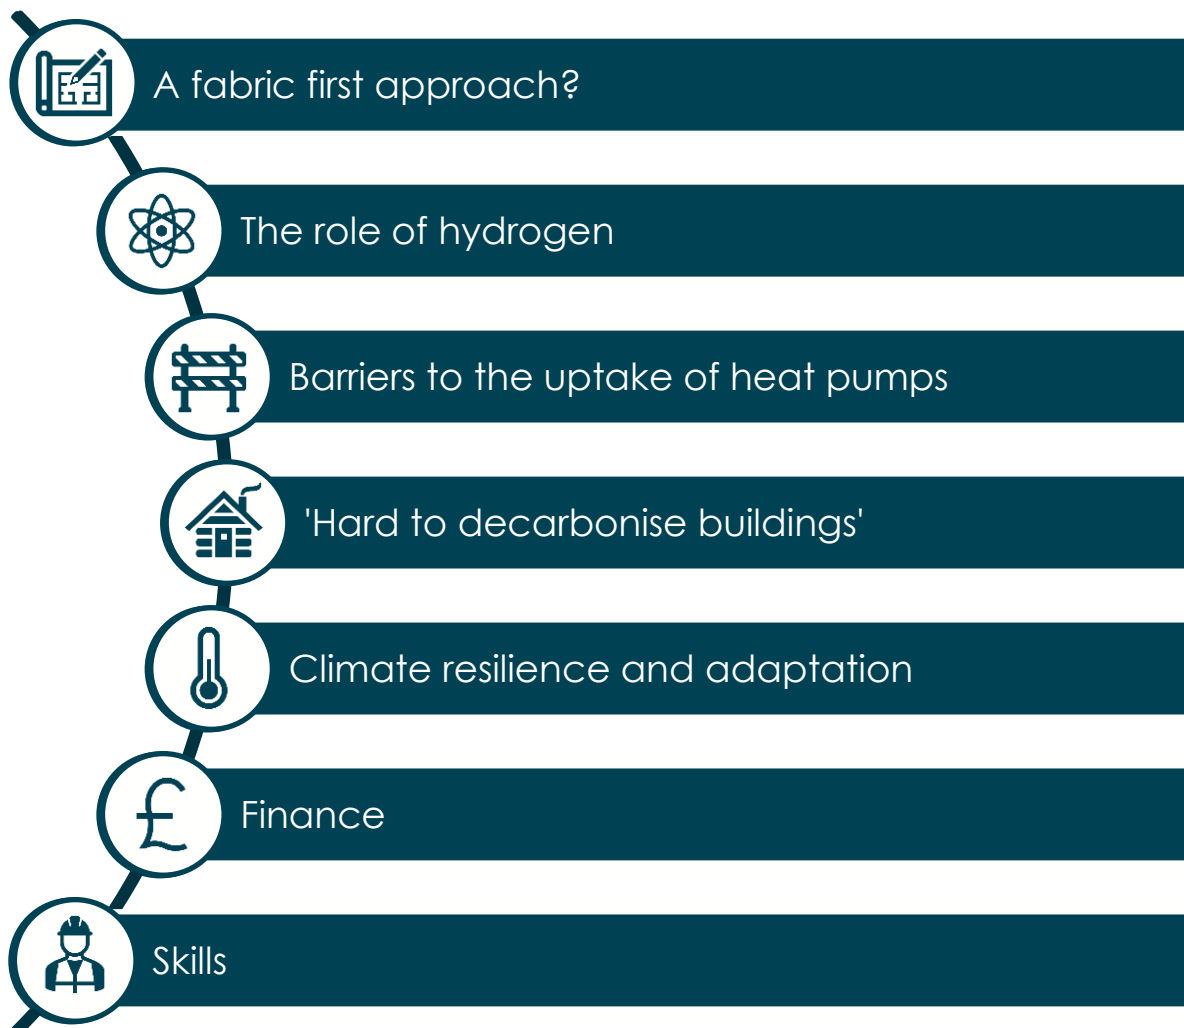 A fabric first approach?
The role of hydrogen
Barriers to the uptake of heat pumps
'Hard to decarbonise buildings'
Climate resilience and adaptation
£
Finance
Skills